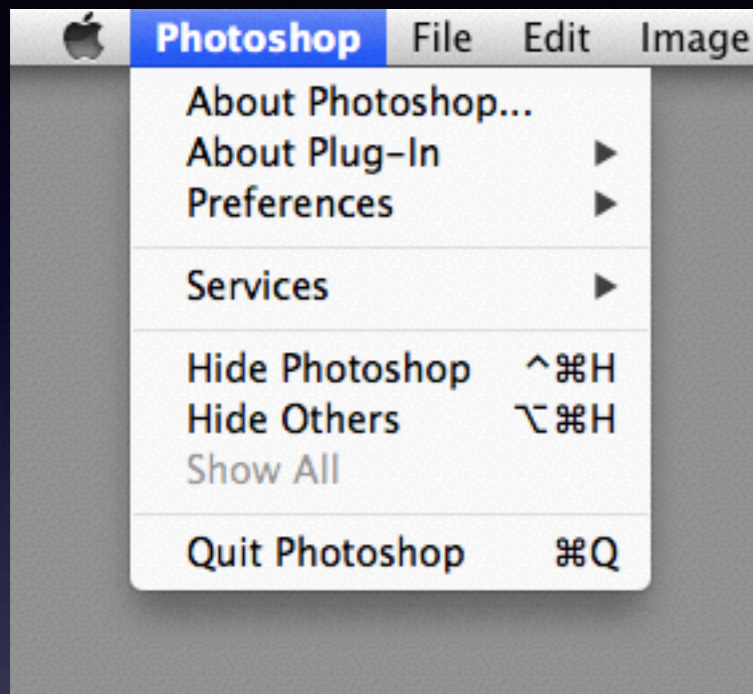 Photoshop File Edit Image
About Photoshop...
About Plug-In ▶
Preferences ▶
Services ▶
Hide Photoshop ^⌘H
Hide Others ⌥⌘H
Show All
Quit Photoshop ⌘Q